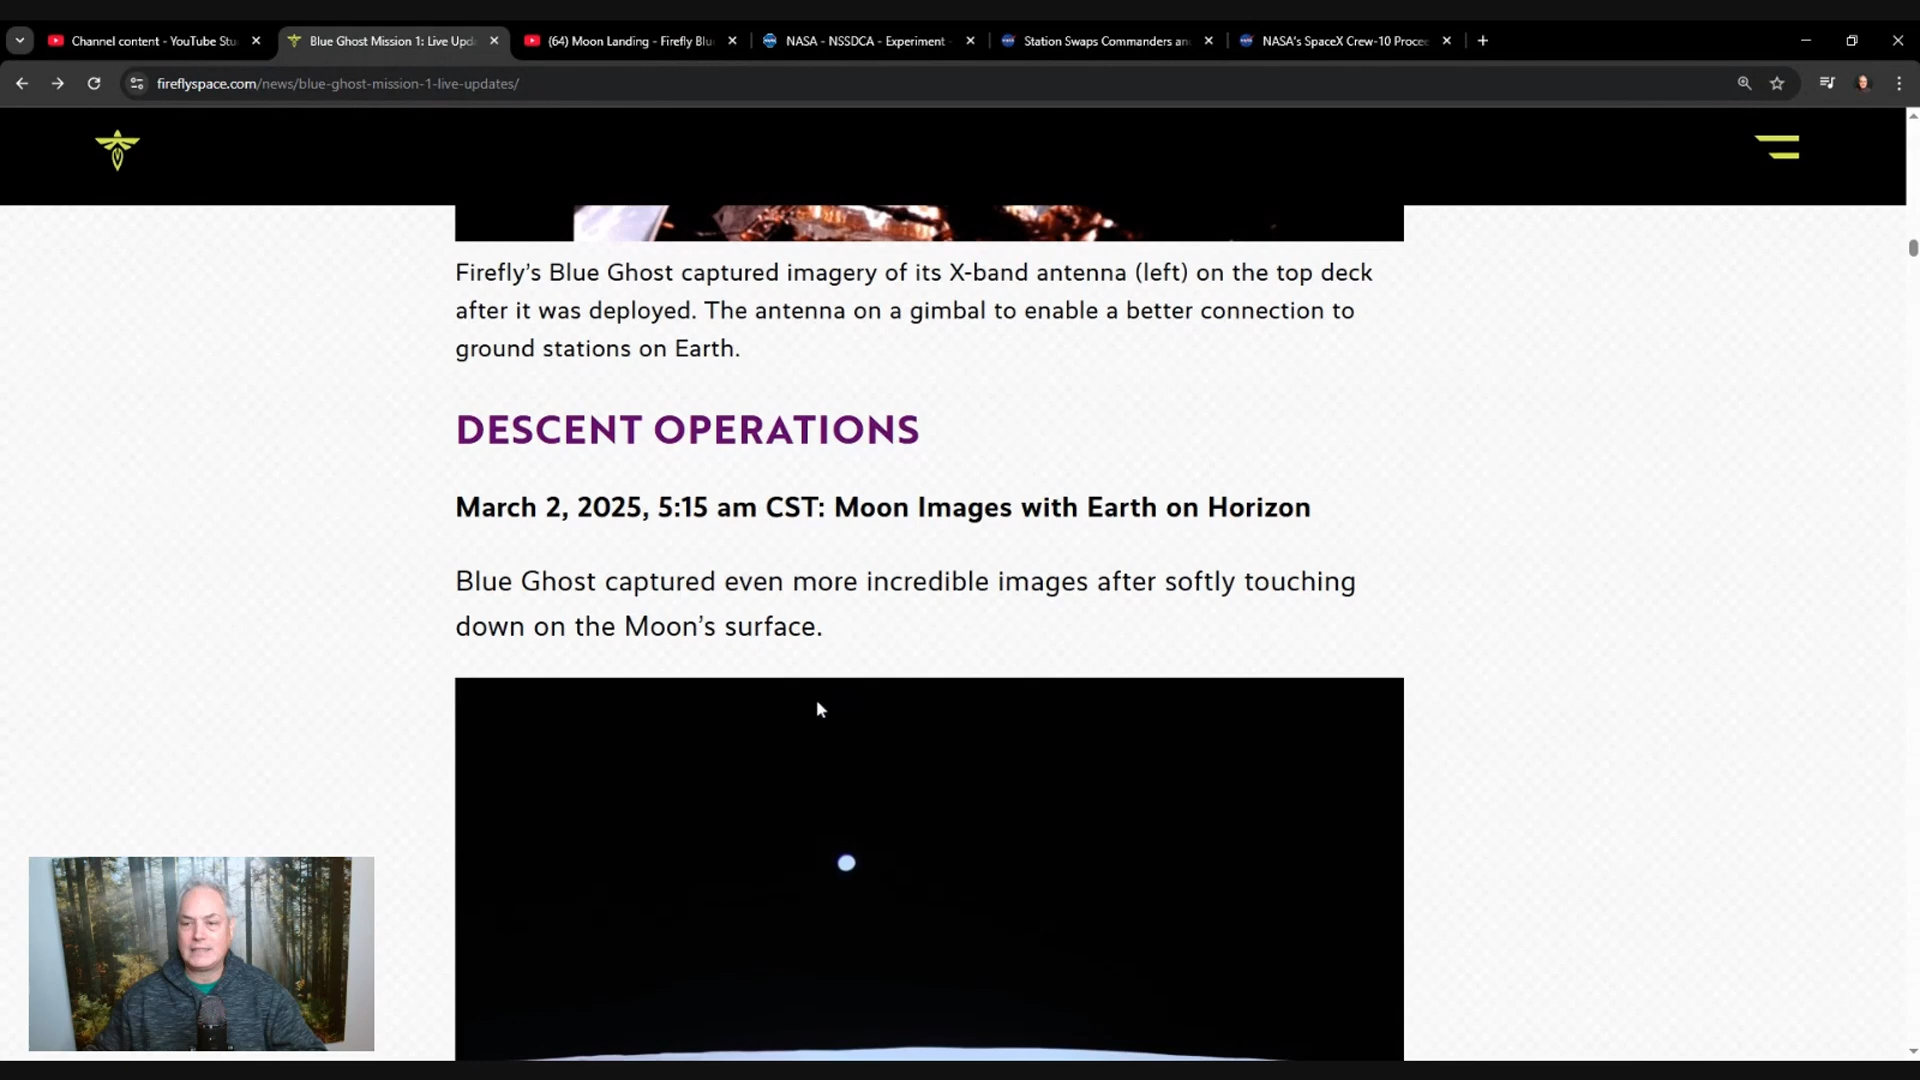 Channel content - YouTube Stu
Blue Ghost Mission 1: Live Upd
(64) Moon Landing - Firefly Blu
NASA - NSSDCA - Experiment -
Station Swaps Commanders an
NASA's SpaceX Crew-10 Procee
fireflyspace.com/news/blue-ghost-mission-1-live-updates/
Firefly’s Blue Ghost captured imagery of its X-band antenna (left) on the top deck
after it was deployed. The antenna on a gimbal to enable a better connection to
ground stations on Earth.
DESCENT OPERATIONS
March 2, 2025, 5:15 am CST: Moon Images with Earth on Horizon
Blue Ghost captured even more incredible images after softly touching
down on the Moon’s surface.